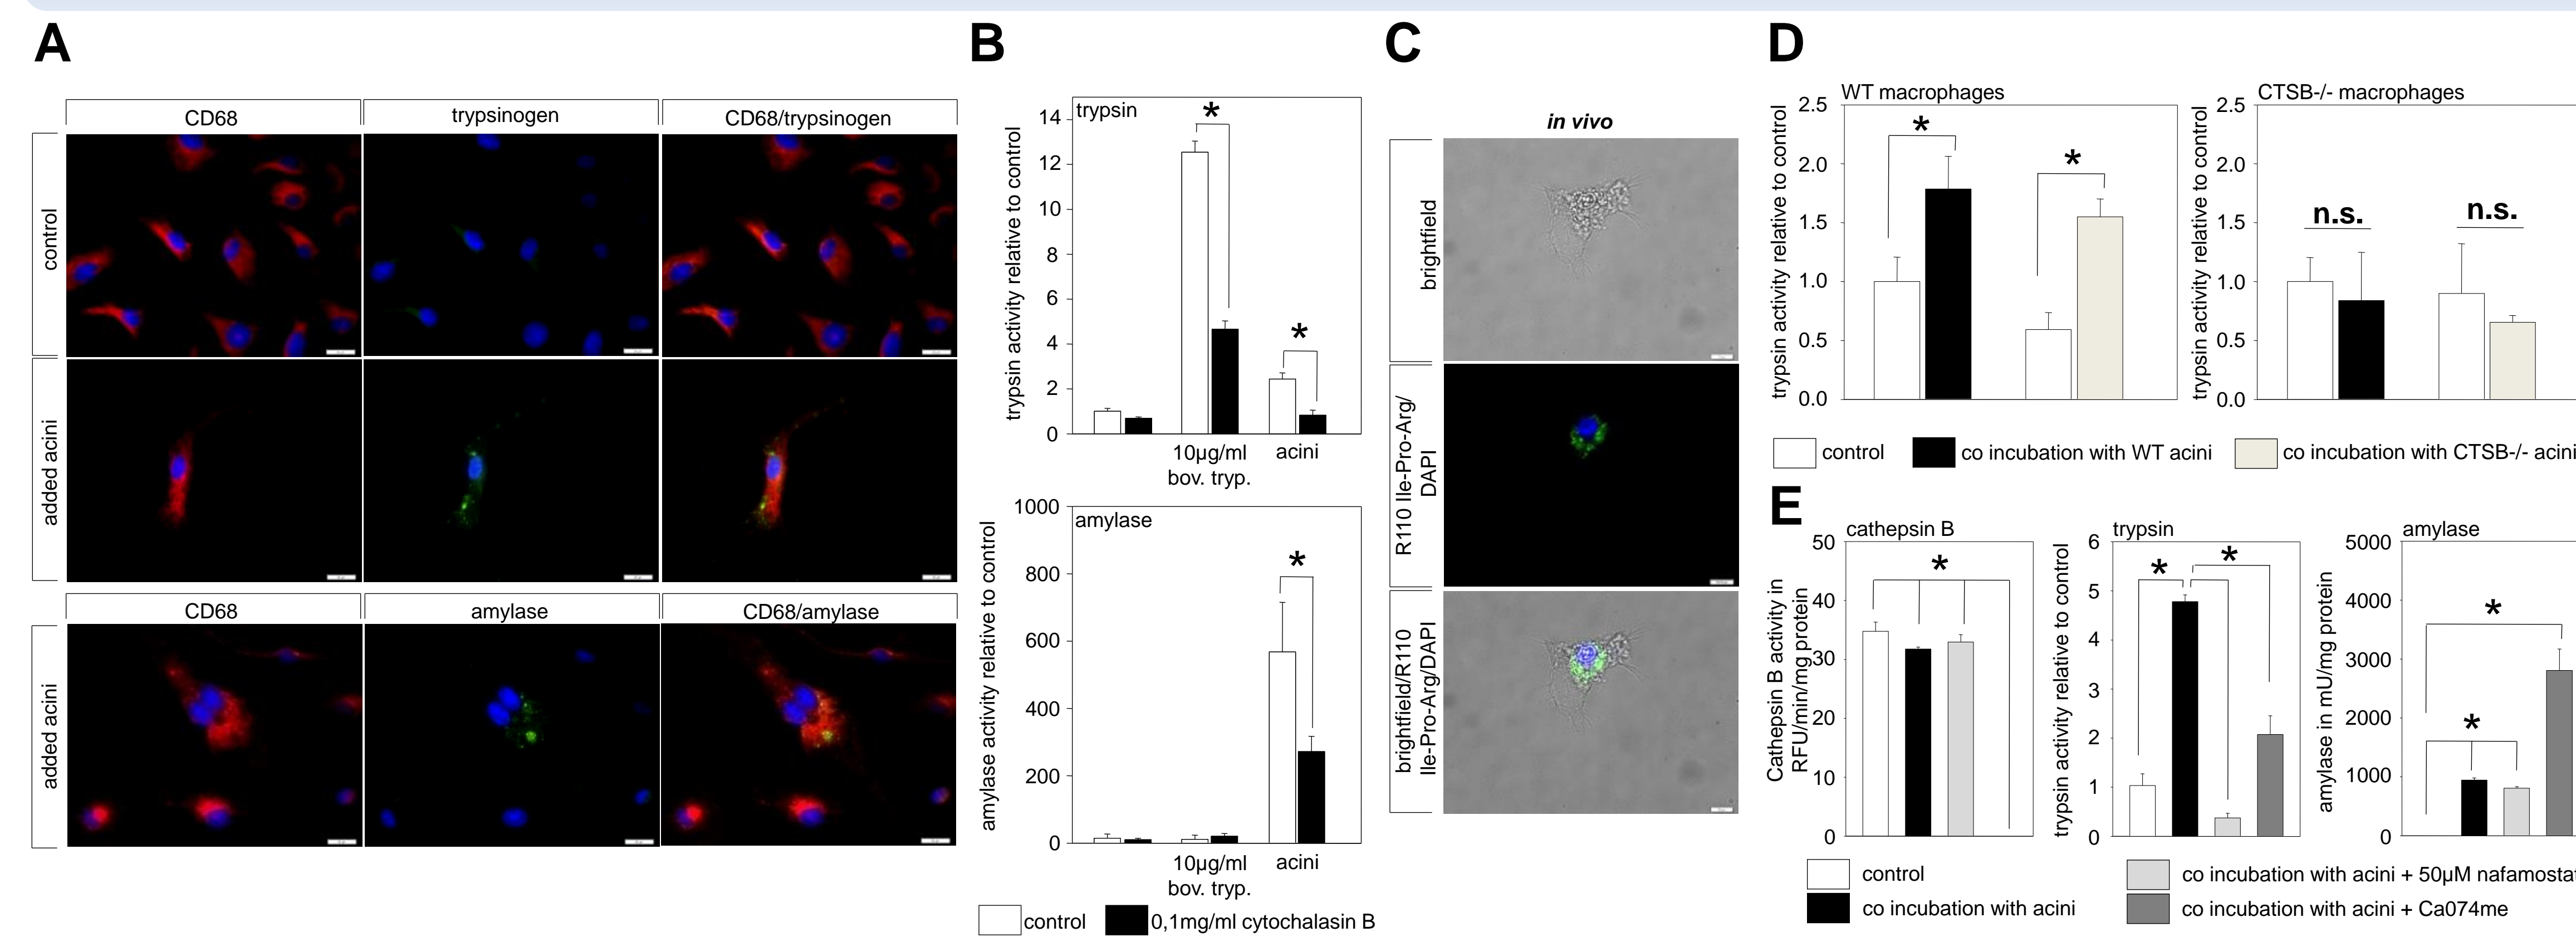 A
CD68
trypsinogen
CD68/trypsinogen
control
added acini
CD68
amylase
CD68/amylase
added acini
B
trypsin
trypsin activity relative to control
14
12
10
8
6
4
2
0
*
*
10µg/ml
bov. tryp.
acini
amylase
amylase activity relative to control
1000
800
600
400
200
0
*
10µg/ml
bov. tryp.
acini
control
0,1mg/ml cytochalasin B
C
in vivo
brightfield
R110 Ile-Pro-Arg/
DAPI
brightfield/R110
Ile-Pro-Arg/DAPI
D
WT macrophages
trypsin activity relative to control
2.5
2.0
1.5
1.0
0.5
0.0
*
*
CTSB-/- macrophages
trypsin activity relative to control
2.5
2.0
1.5
1.0
0.5
0.0
n.s.
n.s.
control
co incubation with WT acini
co incubation with CTSB-/- acini
E
cathepsin B
Cathepsin B activity in
RFU/min/mg protein
50
40
30
20
10
0
*
trypsin
trypsin activity relative to control
6
5
4
3
2
1
0
*
*
amylase
amylase in mU/mg protein
5000
4000
3000
2000
1000
0
*
*
control
co incubation with acini
co incubation with acini + 50µM nafamostat
co incubation with acini + Ca074me